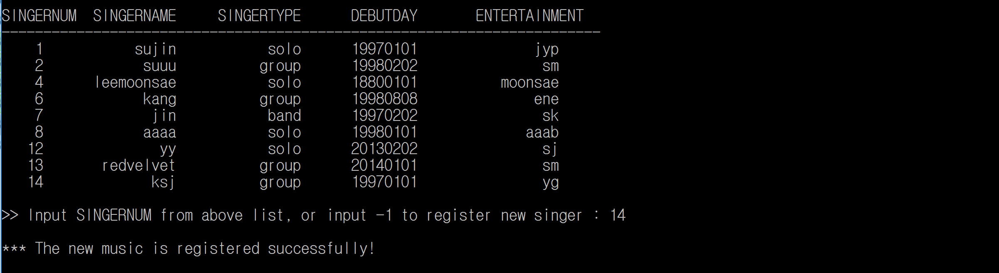 SINGERNUM SINGERNAME SINGERTYPE DEBUTDAY ENTERTAINMENT
------------------------------------------------------------------------
1 sujin solo 19970101 jyp
2 suuu group 19980202 sm
4 leemoonsae solo 18800101 moonsae
6 kang group 19980808 ene
7 jin band 19970202 sk
8 aaaa solo 19980101 aaab
12 yy solo 20130202 sj
13 redvelvet group 20140101 sm
14 ksj group 19970101 yg
>> Input SINGERNUM from above list, or input -1 to register new singer : 14
*** The new music is registered successfully!